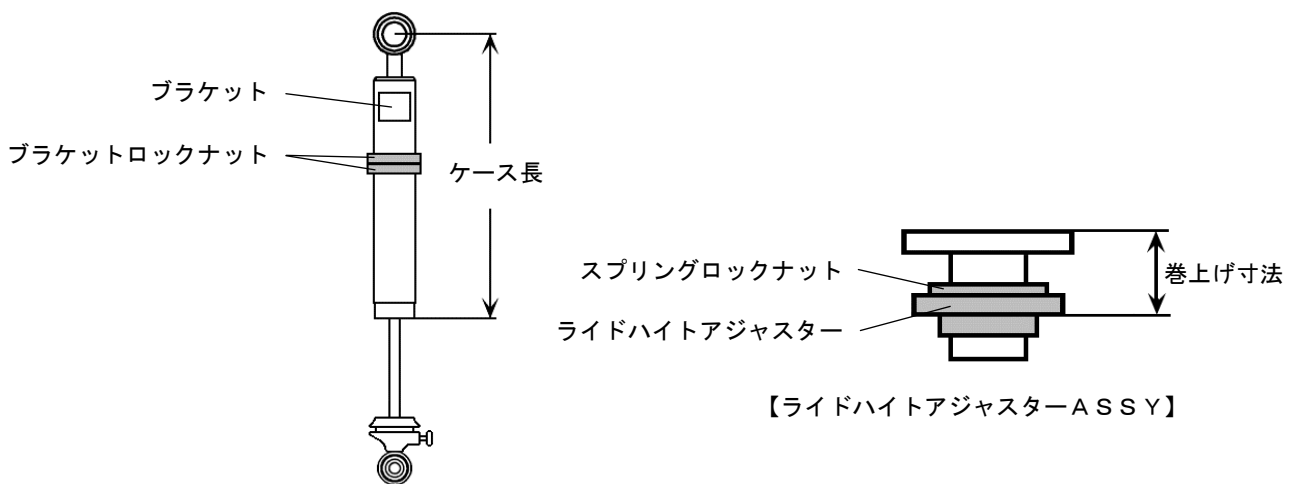 ブラケット
ブラケットロックナット
ケース長
スプリングロックナット
巻上げ寸法
ライドハイトアジャスター
【ライドハイトアジャスターＡＳＳＹ】